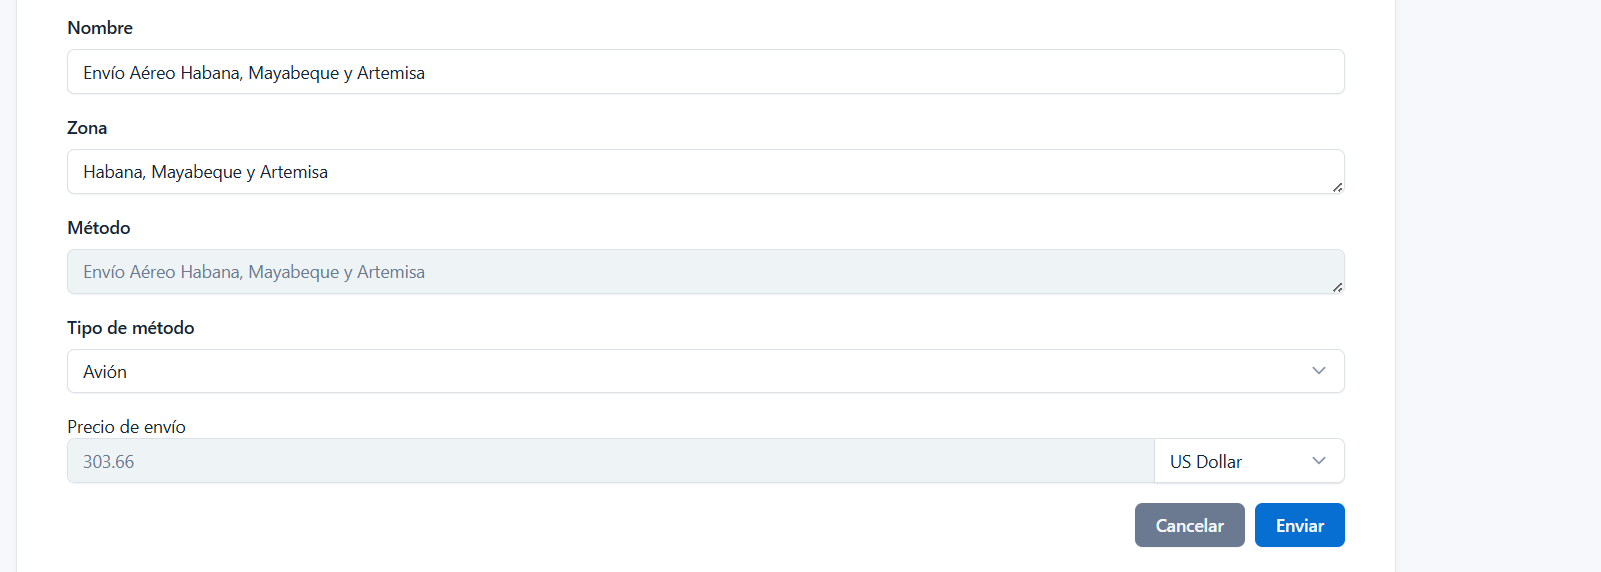 Nombre
Envío Aéreo Habana, Mayabeque y Artemisa
Zona
Habana, Mayabeque y Artemisa
Método
Envío Aéreo Habana, Mayabeque y Artemisa
Tipo de método
Avión
Precio de envío
303.66 US Dollar
Cancelar Enviar